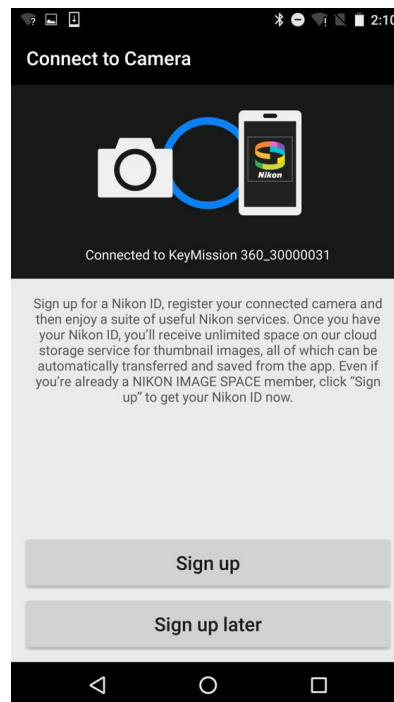 2:10
Connect to Camera
Nikon
Connected to KeyMission 360_30000031
Sign up for a Nikon ID, register your connected camera and
then enjoy a suite of useful Nikon services. Once you have
your Nikon ID, you’ll receive unlimited space on our cloud
storage service for thumbnail images, all of which can be
automatically transferred and saved from the app. Even if
you’re already a NIKON IMAGE SPACE member, click “Sign
up” to get your Nikon ID now.
Sign up
Sign up later